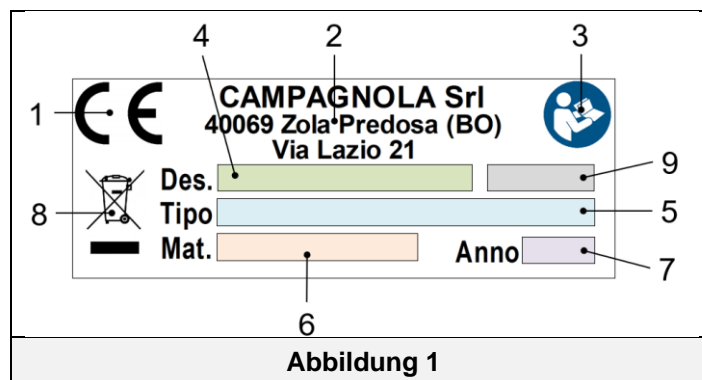 4 2 3
1 CE CAMPAGNOLA Srl
40069 Zola Predosa (BO)
Via Lazio 21
Des. 9
8 Tipo 5
Mat. Anno 7
6
Abbildung 1